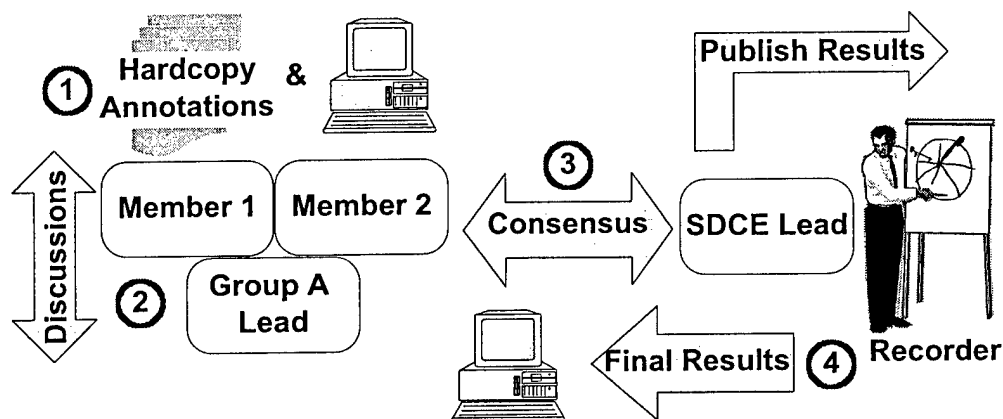 Publish Results
1
Hardcopy
Annotations
&
3
Discussions
Member 1
Member 2
Consensus
SDCE Lead
2
Group A
Lead
Final Results
4
Recorder